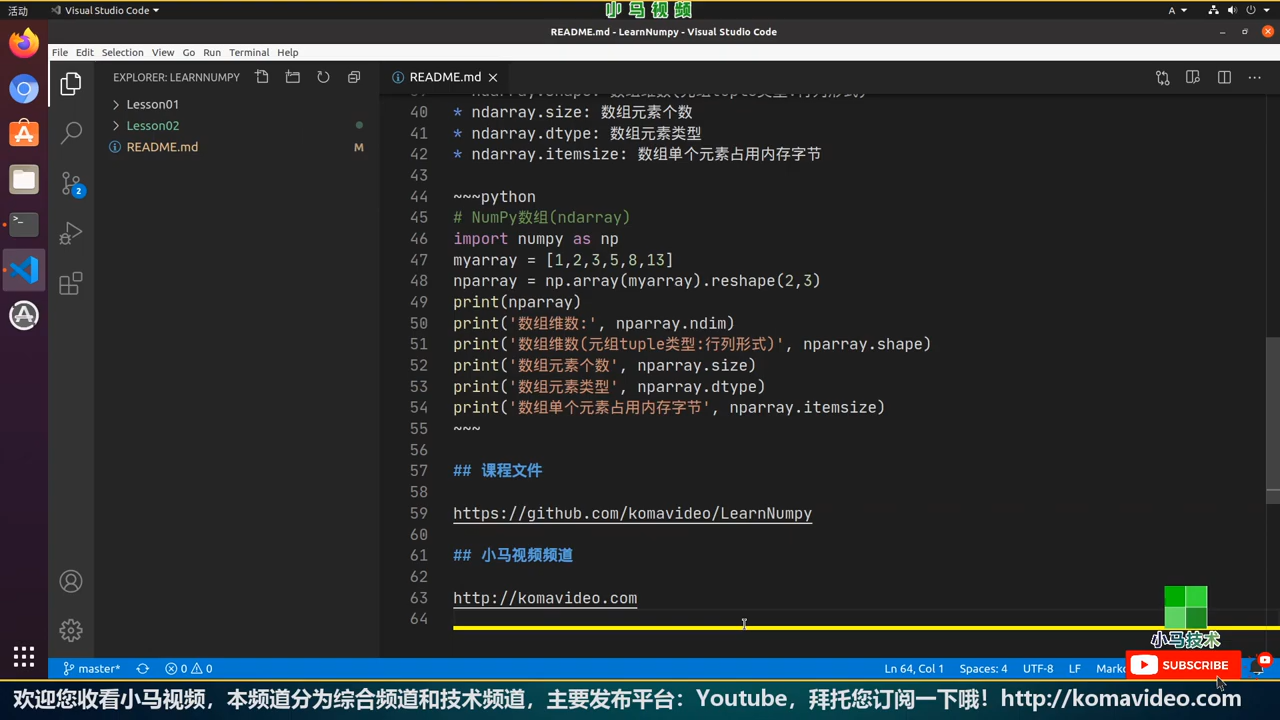 活动
Visual Studio Code
小马视频
A
README.md - LearnNumpy - Visual Studio Code
File Edit Selection View Go Run Terminal Help
EXPLORER: LEARNNUMPY
README.md
Lesson01
Lesson02
README.md M
2
40 * ndarray.size: 数组元素个数
41 * ndarray.dtype: 数组元素类型
42 * ndarray.itemsize: 数组单个元素占用内存字节
43
44 ~~~python
45 # NumPy数组(ndarray)
46 import numpy as np
47 myarray = [1,2,3,5,8,13]
48 nparray = np.array(myarray).reshape(2,3)
49 print(nparray)
50 print('数组维数:', nparray.ndim)
51 print('数组维数(元组tuple类型:行列形式)', nparray.shape)
52 print('数组元素个数', nparray.size)
53 print('数组元素类型', nparray.dtype)
54 print('数组单个元素占用内存字节', nparray.itemsize)
55 ~~~
56
57 ## 课程文件
58
59 https://github.com/komavideo/LearnNumpy
60
61 ## 小马视频频道
62
63 http://komavideo.com
64
小马技术
SUBSCRIBE
master* 0 0 Ln 64, Col 1 Spaces: 4 UTF-8 LF
欢迎您收看小马视频，本频道分为综合频道和技术频道，主要发布平台：Youtube，拜托您订阅一下哦！http://komavideo.com